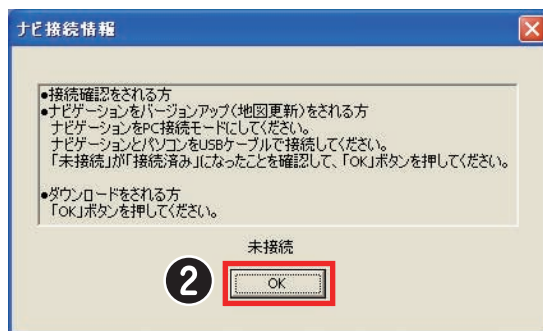 ナビ接続情報
●接続確認をされる方
●ナビゲーションをバージョンアップ(地図更新)をされる方
ナビゲーションをPC接続モードにしてください。
ナビゲーションとパソコンをUSBケーブルで接続してください。
「未接続」が「接続済み」になったことを確認して、「OK」ボタンを押してください。
●ダウンロードをされる方
「OK」ボタンを押してください。
未接続
2 OK